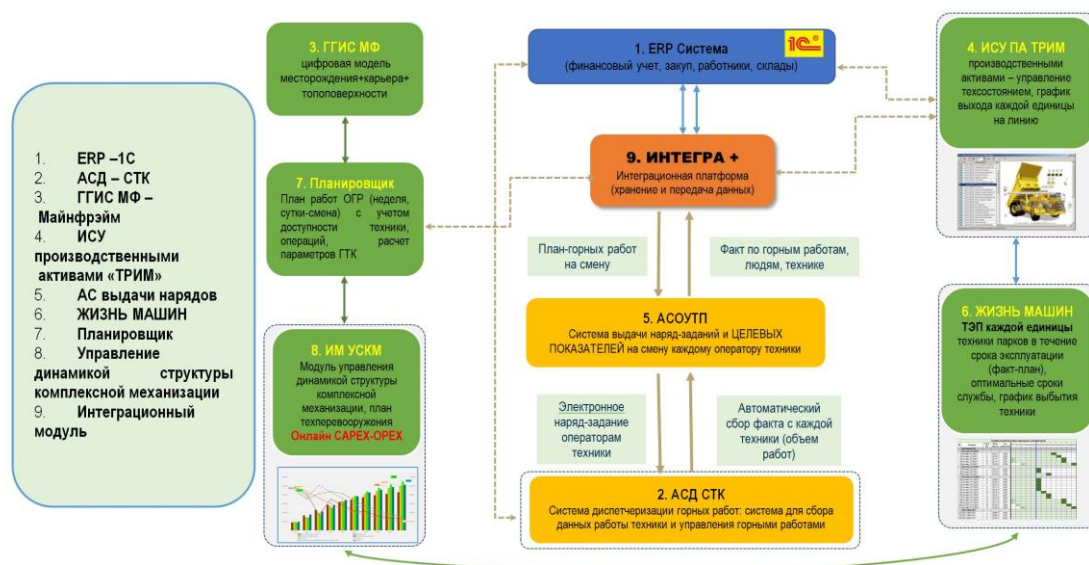 1. ERP –1С
2. АСД – СТК
3. ГГИС МФ –
Майнфрэйм
4. ИСУ
производственными
активами «ТРИМ»
5. АС выдачи нарядов
6. ЖИЗНЬ МАШИН
7. Планировщик
8. Управление
динамикой структуры
комплексной механизации
9. Интеграционный
модуль
3. ГГИС МФ
цифровая модель
месторождения+карьера+
топоповерхности
7. Планировщик
План работ ОГР (неделя,
сутки-смена) с учетом
доступности техники,
операций, расчет
параметров ГТК
8. ИМ УСКМ
Модуль управления
динамикой структуры
комплексной
механизации, план
техперевооружения
Онлайн CAPEX-OPEX
1. ERP Система
(финансовый учет, закуп, работники, склады)
1С
9. ИНТЕГРА +
Интеграционная платформа
(хранение и передача данных)
План-горных работ
на смену
Факт по горным работам,
людям, технике
5. АСОУТП
Система выдачи наряд-заданий и ЦЕЛЕВЫХ
ПОКАЗАТЕЛЕЙ на смену каждому оператору техники
Электронное
наряд-задание
операторам
техники
Автоматический
сбор факта с каждой
техники (объем
работ)
2. АСД СТК
Система диспетчеризации горных работ: система для сбора
данных работы техники и управления горными работами
4. ИСУ ПА ТРИМ
производственными
активами – управление
техсостоянием, график
выхода каждой единицы
на линию
6. ЖИЗНЬ МАШИН
ТЭП каждой единицы
техники парков в течение
срока эксплуатации
(факт-план),
оптимальные сроки
службы, график выбытия
техники